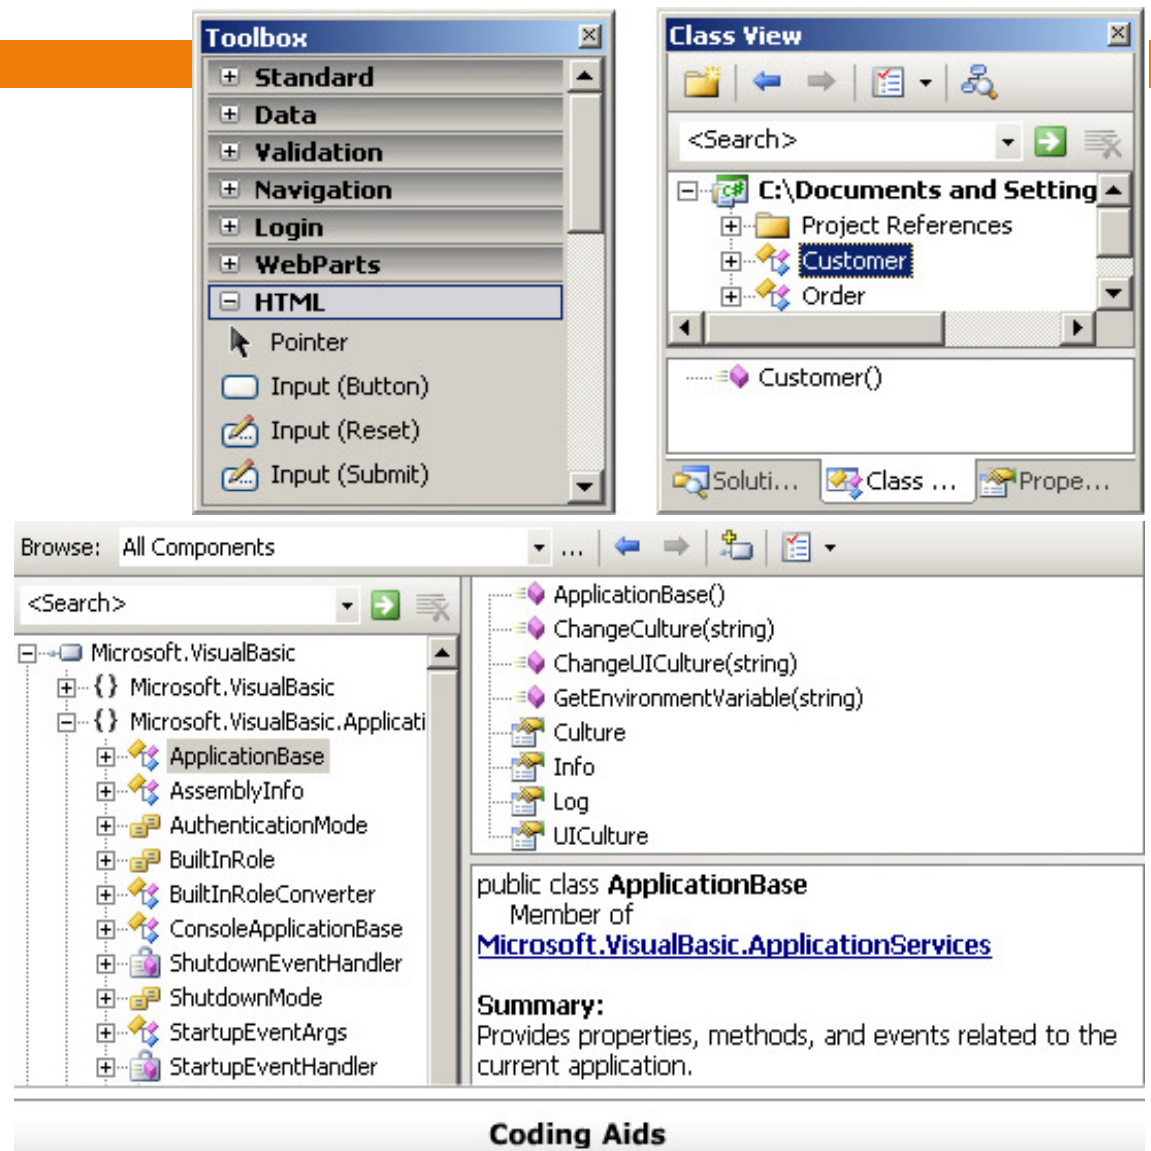 Toolbox
Standard
Data
Validation
Navigation
Login
WebParts
HTML
Pointer
Input (Button)
Input (Reset)
Input (Submit)
Class View
<Search>
C:\Documents and Setting
Project References
Customer
Order
Customer()
Soluti...
Class ...
Prope...
Browse: All Components
...
<Search>
Microsoft.VisualBasic
{} Microsoft.VisualBasic
{} Microsoft.VisualBasic.Applicati
ApplicationBase
AssemblyInfo
AuthenticationMode
BuiltInRole
BuiltInRoleConverter
ConsoleApplicationBase
ShutdownEventHandler
ShutdownMode
StartupEventArgs
StartupEventHandler
ApplicationBase()
ChangeCulture(string)
ChangeUICulture(string)
GetEnvironmentVariable(string)
Culture
Info
Log
UICulture
public class ApplicationBase
Member of
Microsoft.VisualBasic.ApplicationServices
Summary:
Provides properties, methods, and events related to the
current application.
Coding Aids